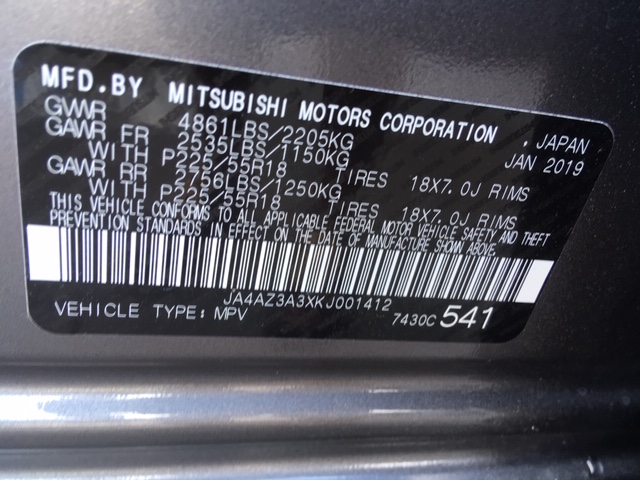 MFD.BY MITSUBISHI MOTORS CORPORATION , JAPAN
GVWR 4861LBS/2205KG JAN 2019
GAWR FR 2535LBS/1150KG
WITH P225/55R18 TIRES 18X7.0J RIMS
GAWR RR 2756LBS/1250KG
WITH P225/55R18 TIRES 18X7.0J RIMS
THIS VEHICLE CONFORMS TO ALL APPLICABLE FEDERAL MOTOR VEHICLE SAFETY AND THEFT
PREVENTION STANDARDS IN EFFECT ON THE DATE OF MANUFACTURE SHOWN ABOVE.
JA4AZ3A3XKJ001412
VEHICLE TYPE: MPV 7430C 541